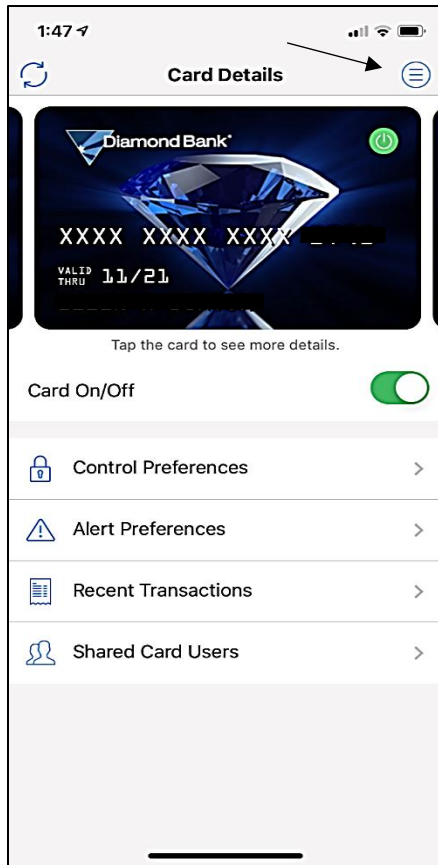 1:47
Card Details
Diamond Bank
XXXX XXXX XXXX
VALID THRU 11/21
Tap the card to see more details.
Card On/Off
Control Preferences
Alert Preferences
Recent Transactions
Shared Card Users